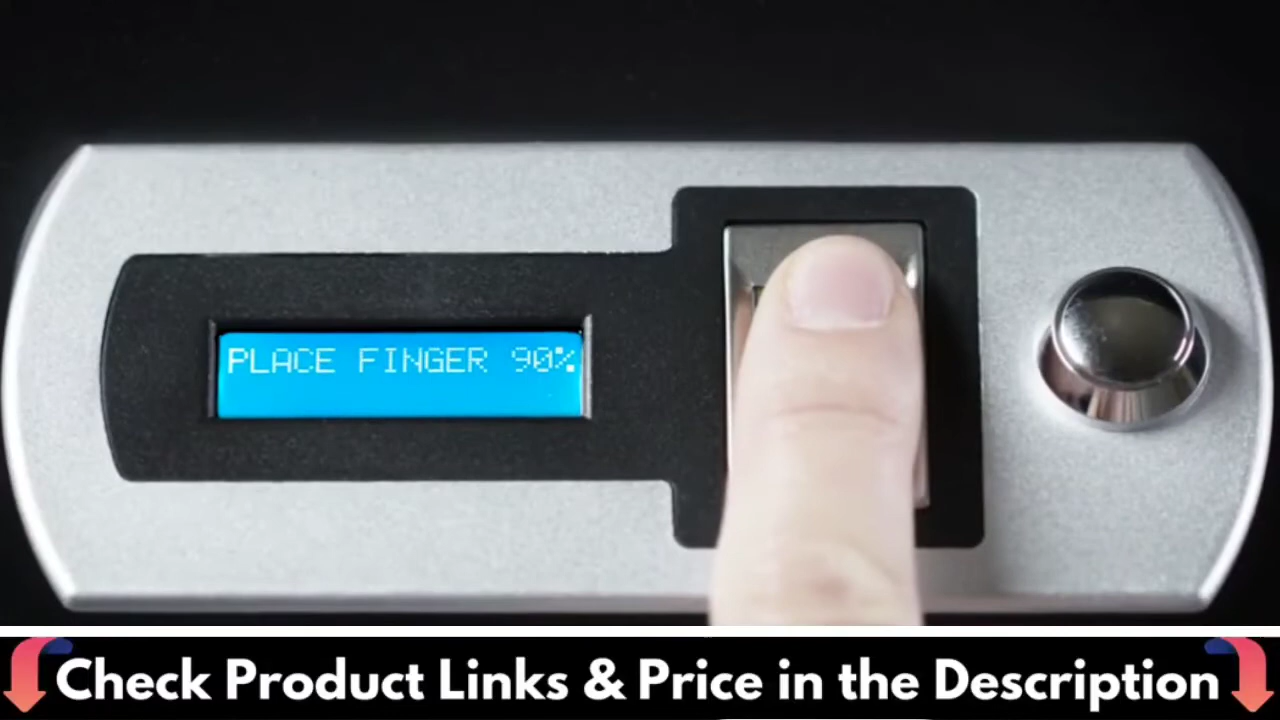 PLACE FINGER 90%
Check Product Links & Price in the Description